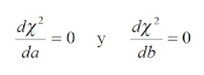 dχ²/da = 0 y dχ²/db = 0